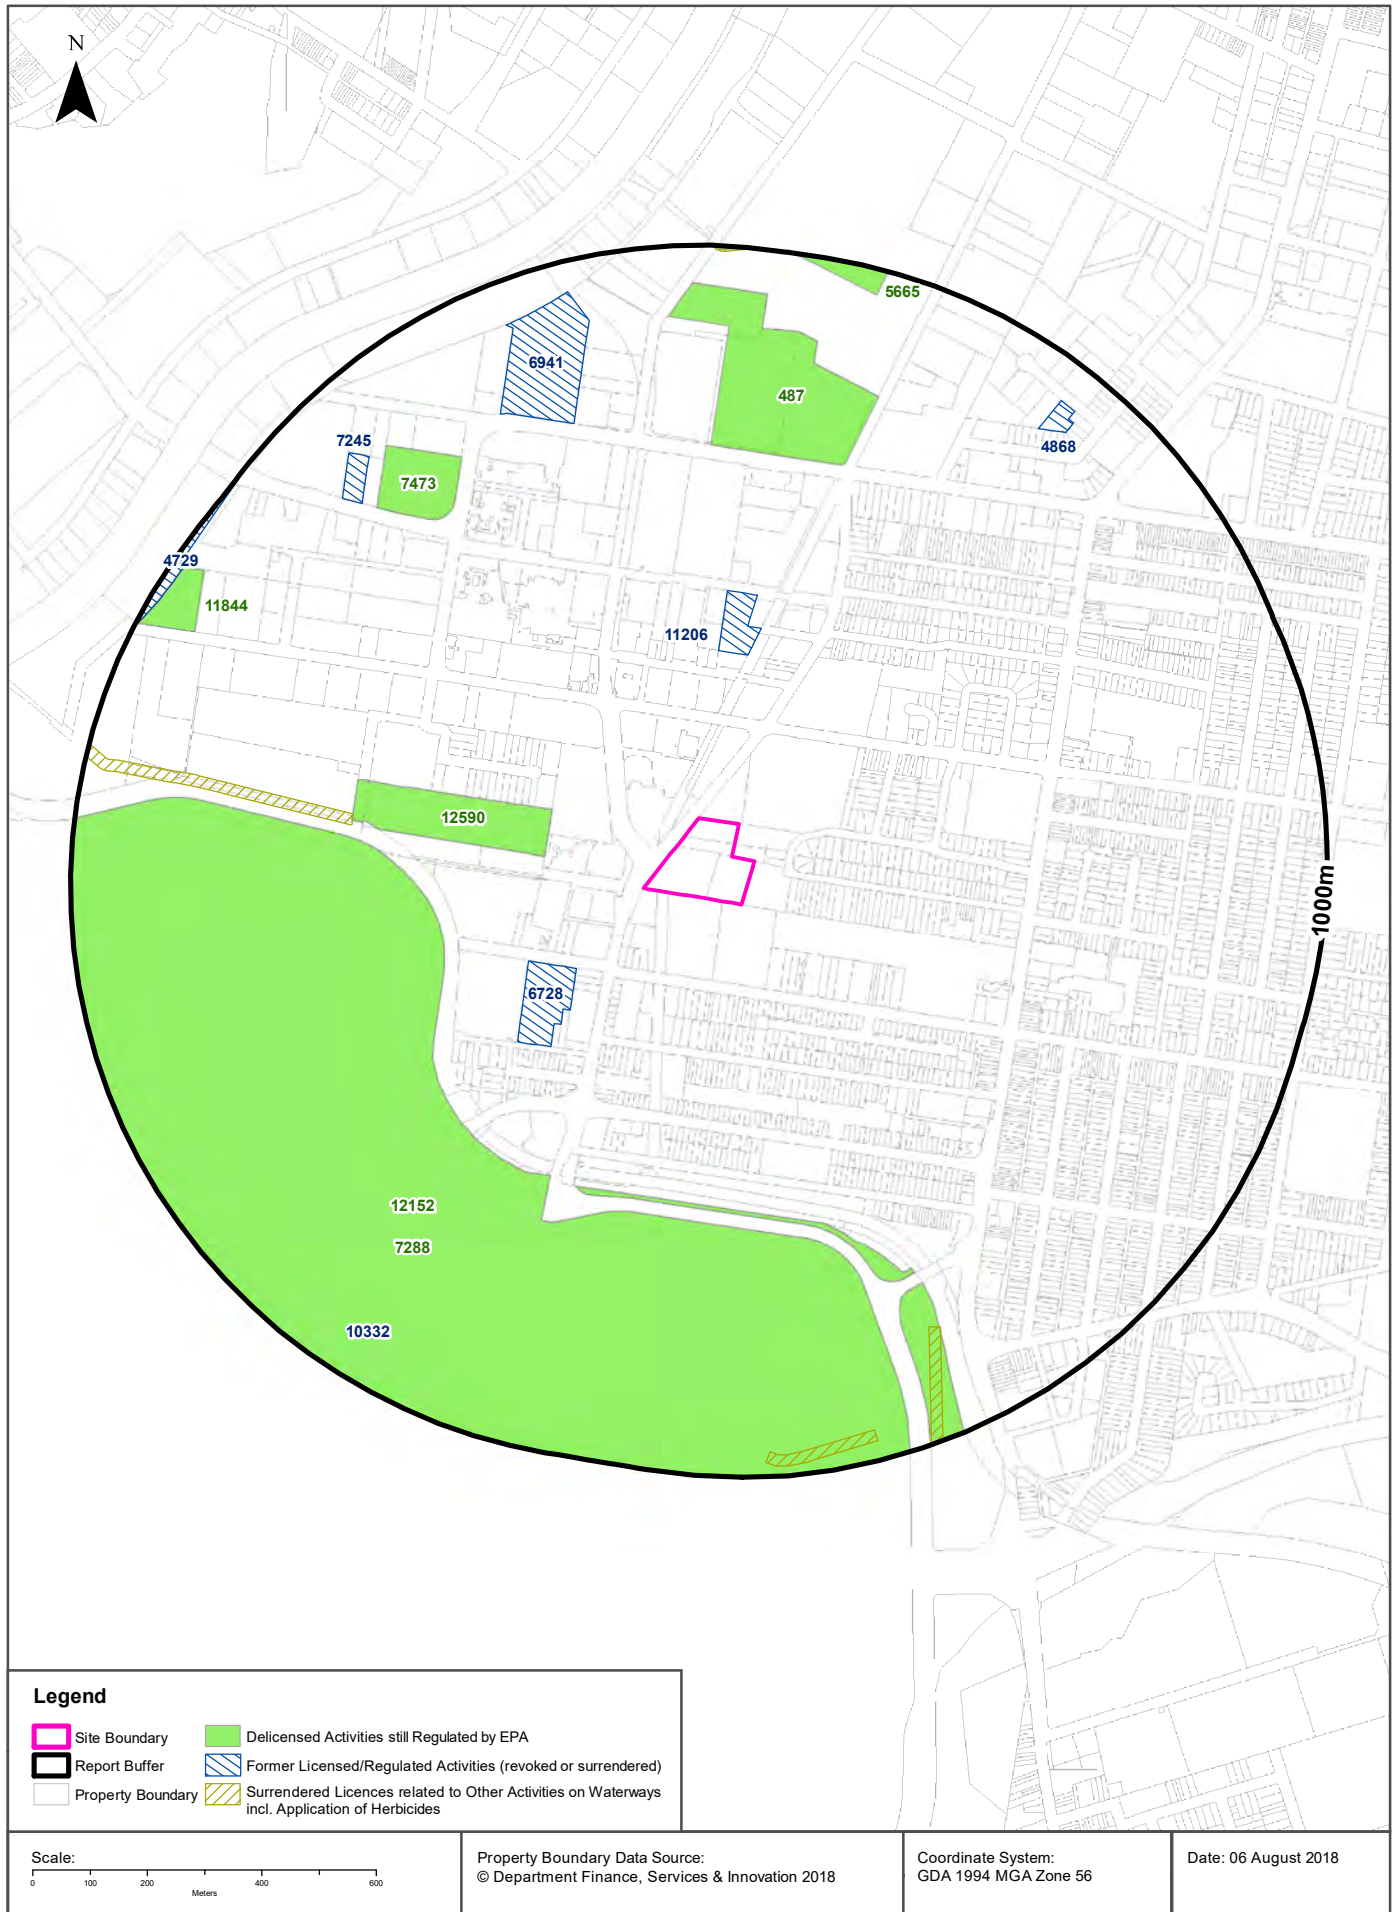 N
5665
6941
487
4868
7245
7473
4729
11844
11206
12590
1000m
6728
12152
7288
10332
Legend
Site Boundary
Report Buffer
Property Boundary
Delicensed Activities still Regulated by EPA
Former Licensed/Regulated Activities (revoked or surrendered)
Surrendered Licences related to Other Activities on Waterways
incl. Application of Herbicides
Scale:
0 100 200 400 600
Meters
Property Boundary Data Source:
© Department Finance, Services & Innovation 2018
Coordinate System:
GDA 1994 MGA Zone 56
Date: 06 August 2018